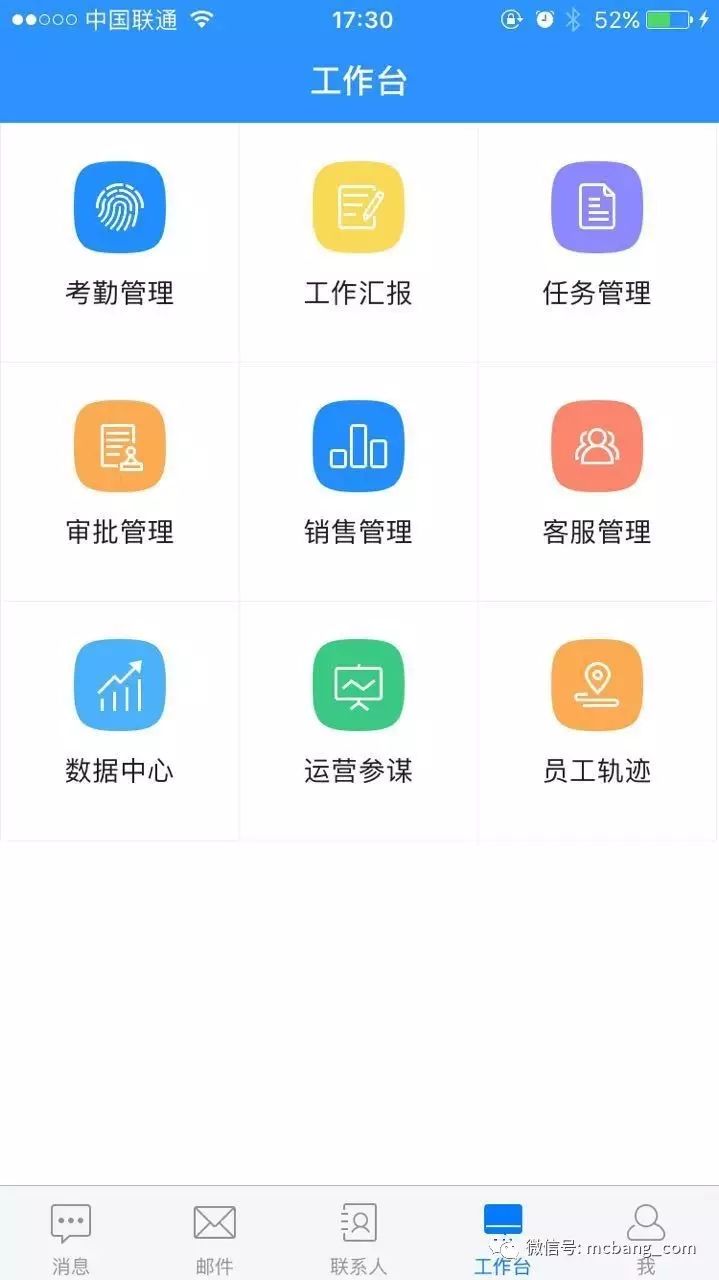 中国联通 17:30 52%
工作台
考勤管理 工作汇报 任务管理
审批管理 销售管理 客服管理
数据中心 运营参谋 员工轨迹
微信号: mcbang_com
消息 邮件 联系人 工作台 我